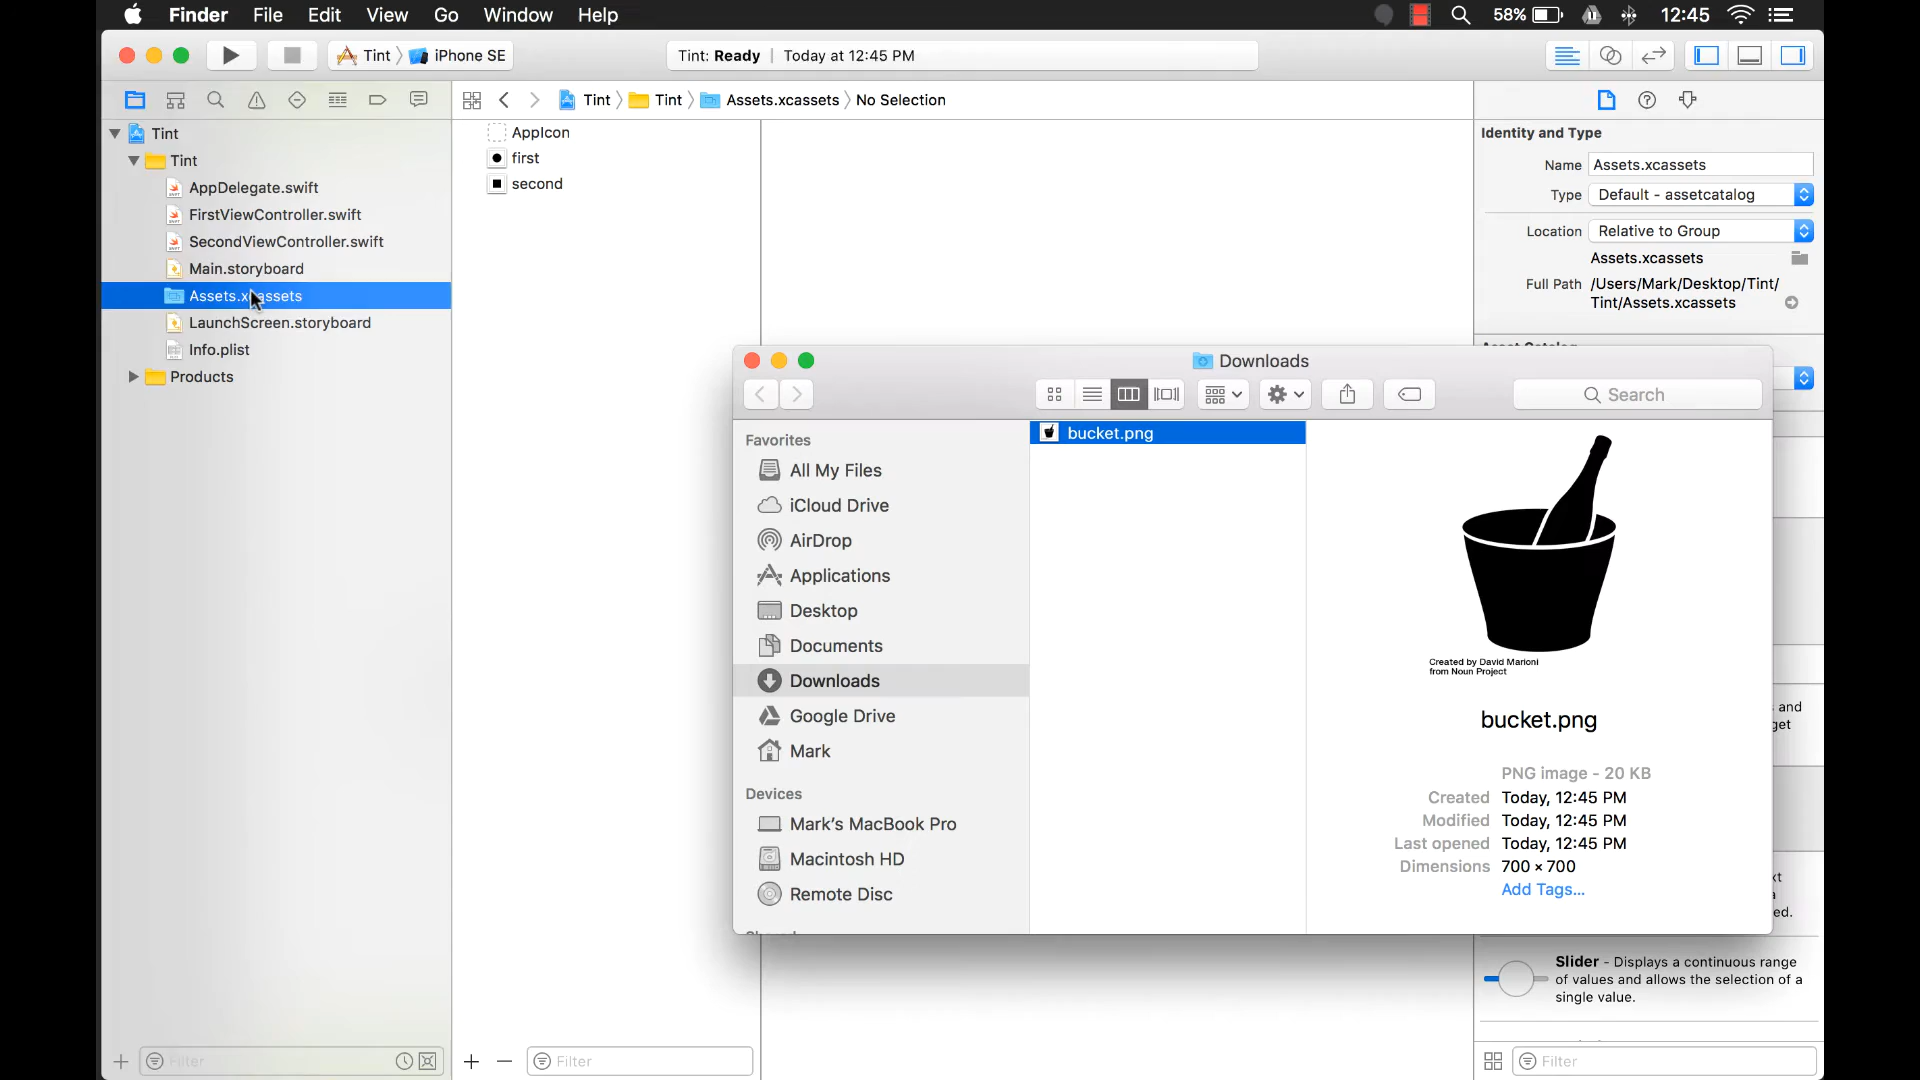 Finder File Edit View Go Window Help 58% 12:45
Tint iPhone SE Tint: Ready | Today at 12:45 PM
Tint Tint Assets.xcassets No Selection
Tint
Tint
AppDelegate.swift
FirstViewController.swift
SecondViewController.swift
Main.storyboard
Assets.xcassets
LaunchScreen.storyboard
Info.plist
Products
Filter
AppIcon
first
second
Filter
Identity and Type
Name Assets.xcassets
Type Default - assetcatalog
Location Relative to Group
Assets.xcassets
Full Path /Users/Mark/Desktop/Tint/
Tint/Assets.xcassets
Downloads
Search
Favorites
All My Files
iCloud Drive
AirDrop
Applications
Desktop
Documents
Downloads
Google Drive
Mark
Devices
Mark's MacBook Pro
Macintosh HD
Remote Disc
bucket.png
Created by David Marioni
from Noun Project
bucket.png
PNG image - 20 KB
Created Today, 12:45 PM
Modified Today, 12:45 PM
Last opened Today, 12:45 PM
Dimensions 700 × 700
Add Tags...
and
Slider - Displays a continuous range
of values and allows the selection of a
single value.
Filter